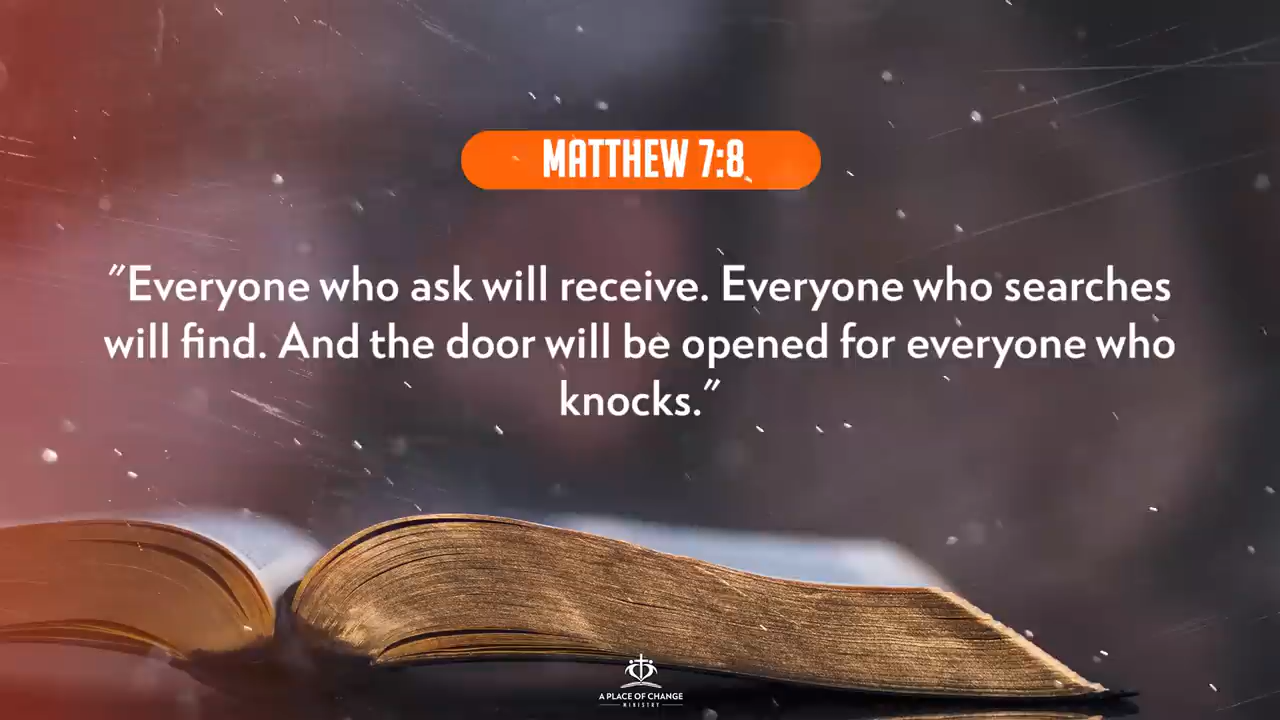 MATTHEW 7:8
"Everyone who ask will receive. Everyone who searches
will find. And the door will be opened for everyone who
knocks."
A PLACE OF CHANGE
MINISTRY